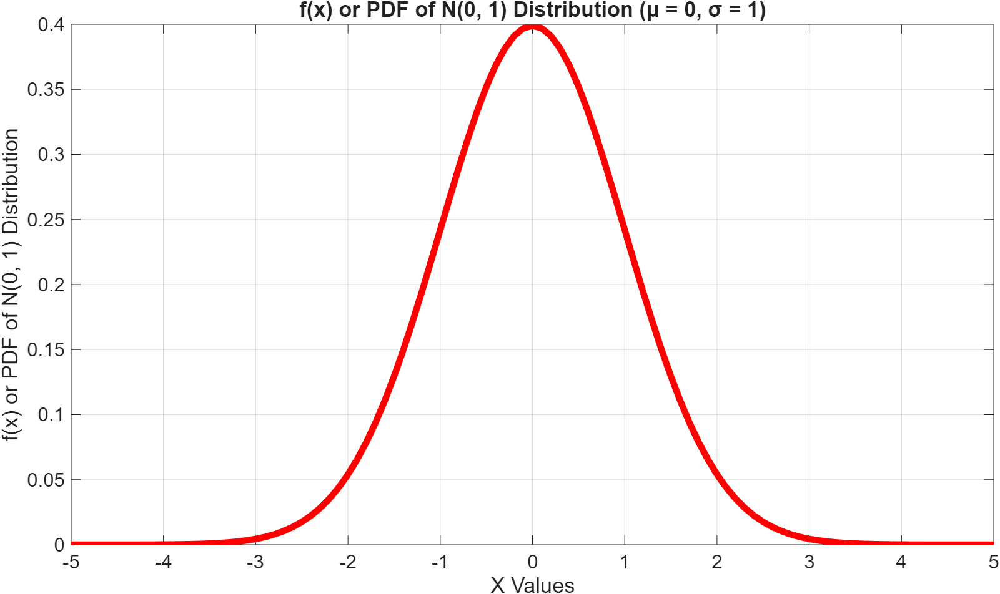 f(x) or PDF of N(0, 1) Distribution (μ = 0, σ = 1)
f(x) or PDF of N(0, 1) Distribution
0.4
0.35
0.3
0.25
0.2
0.15
0.1
0.05
0
-5 -4 -3 -2 -1 0 1 2 3 4 5
X Values